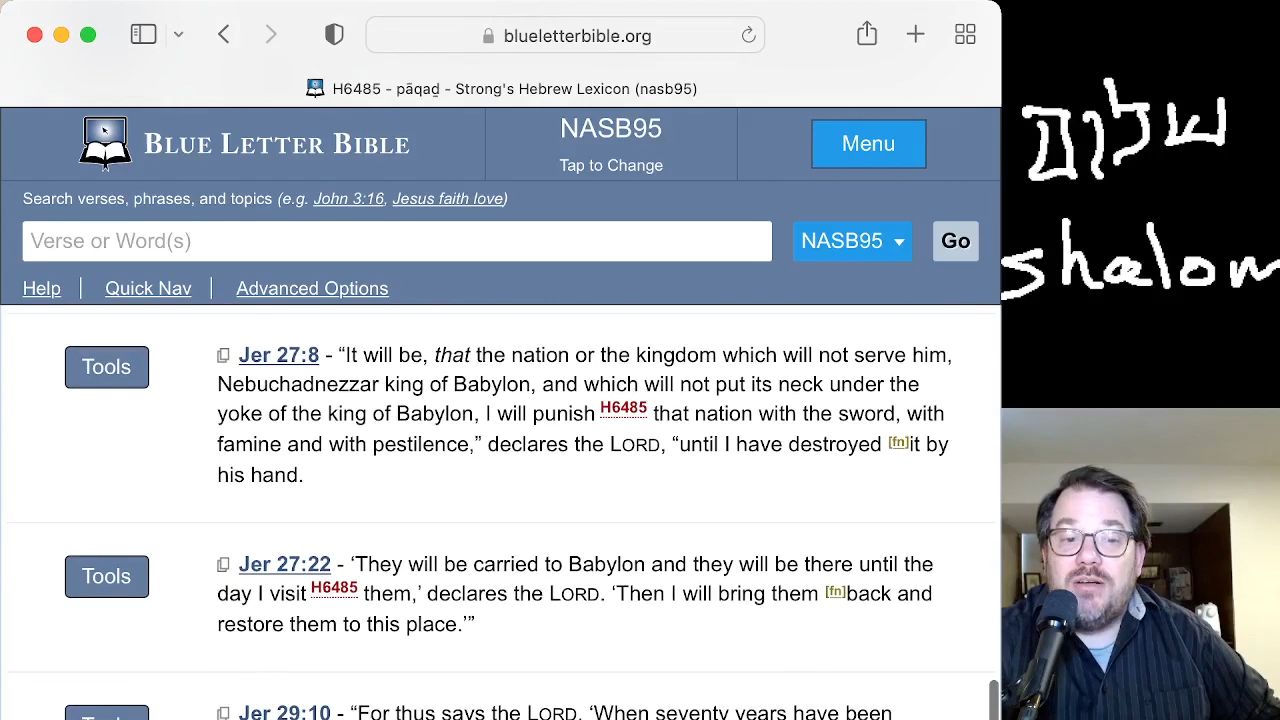 blueletterbible.org
H6485 - pāqaḏ - Strong's Hebrew Lexicon (nasb95)
BLUE LETTER BIBLE
NASB95
Tap to Change
Menu
Search verses, phrases, and topics (e.g. John 3:16, Jesus faith love)
Verse or Word(s)
NASB95
Go
Help
Quick Nav
Advanced Options
Tools
Jer 27:8 - “It will be, that the nation or the kingdom which will not serve him,
Nebuchadnezzar king of Babylon, and which will not put its neck under the
yoke of the king of Babylon, I will punish H6485 that nation with the sword, with
famine and with pestilence,” declares the LORD, “until I have destroyed [fn]it by
his hand.
Tools
Jer 27:22 - ‘They will be carried to Babylon and they will be there until the
day I visit H6485 them,’ declares the LORD. ‘Then I will bring them [fn]back and
restore them to this place.’”
Tools
Jer 29:10 - “For thus says the LORD, ‘When seventy years have been
שלום
shalom